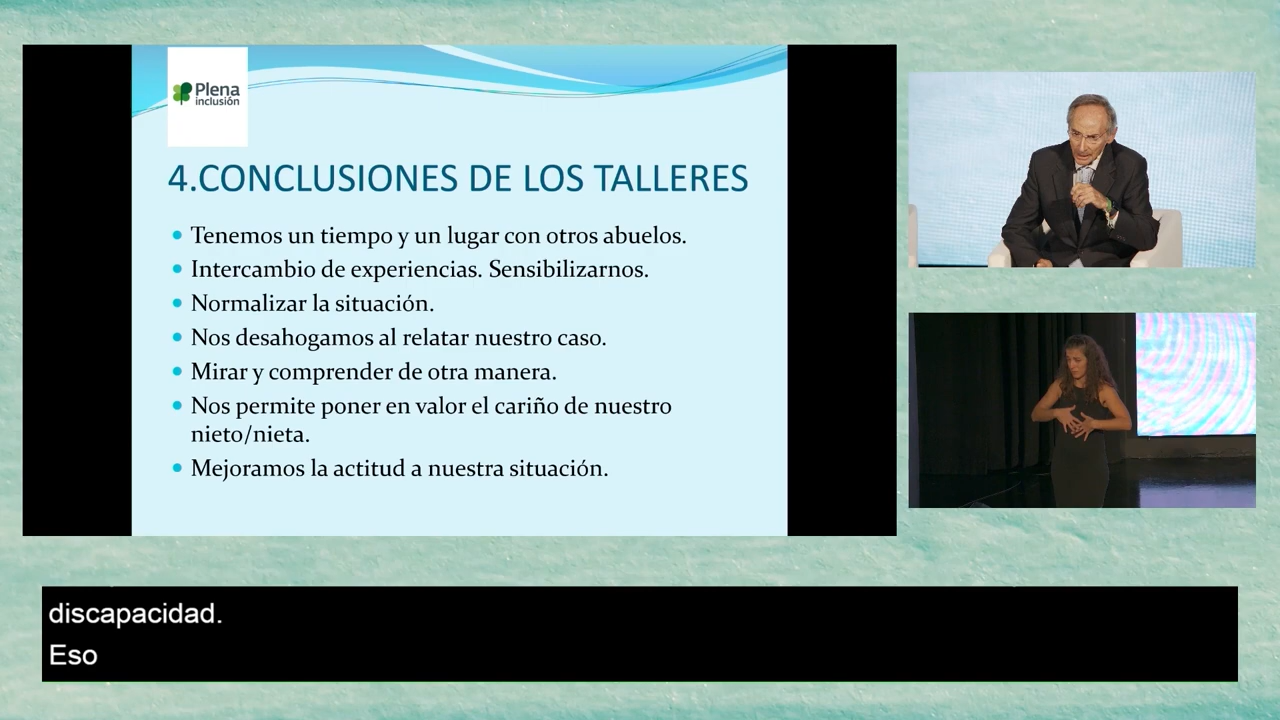 Plena
inclusión
4.CONCLUSIONES DE LOS TALLERES
• Tenemos un tiempo y un lugar con otros abuelos.
• Intercambio de experiencias. Sensibilizarnos.
• Normalizar la situación.
• Nos desahogamos al relatar nuestro caso.
• Mirar y comprender de otra manera.
• Nos permite poner en valor el cariño de nuestro
nieto/nieta.
• Mejoramos la actitud a nuestra situación.
discapacidad.
Eso